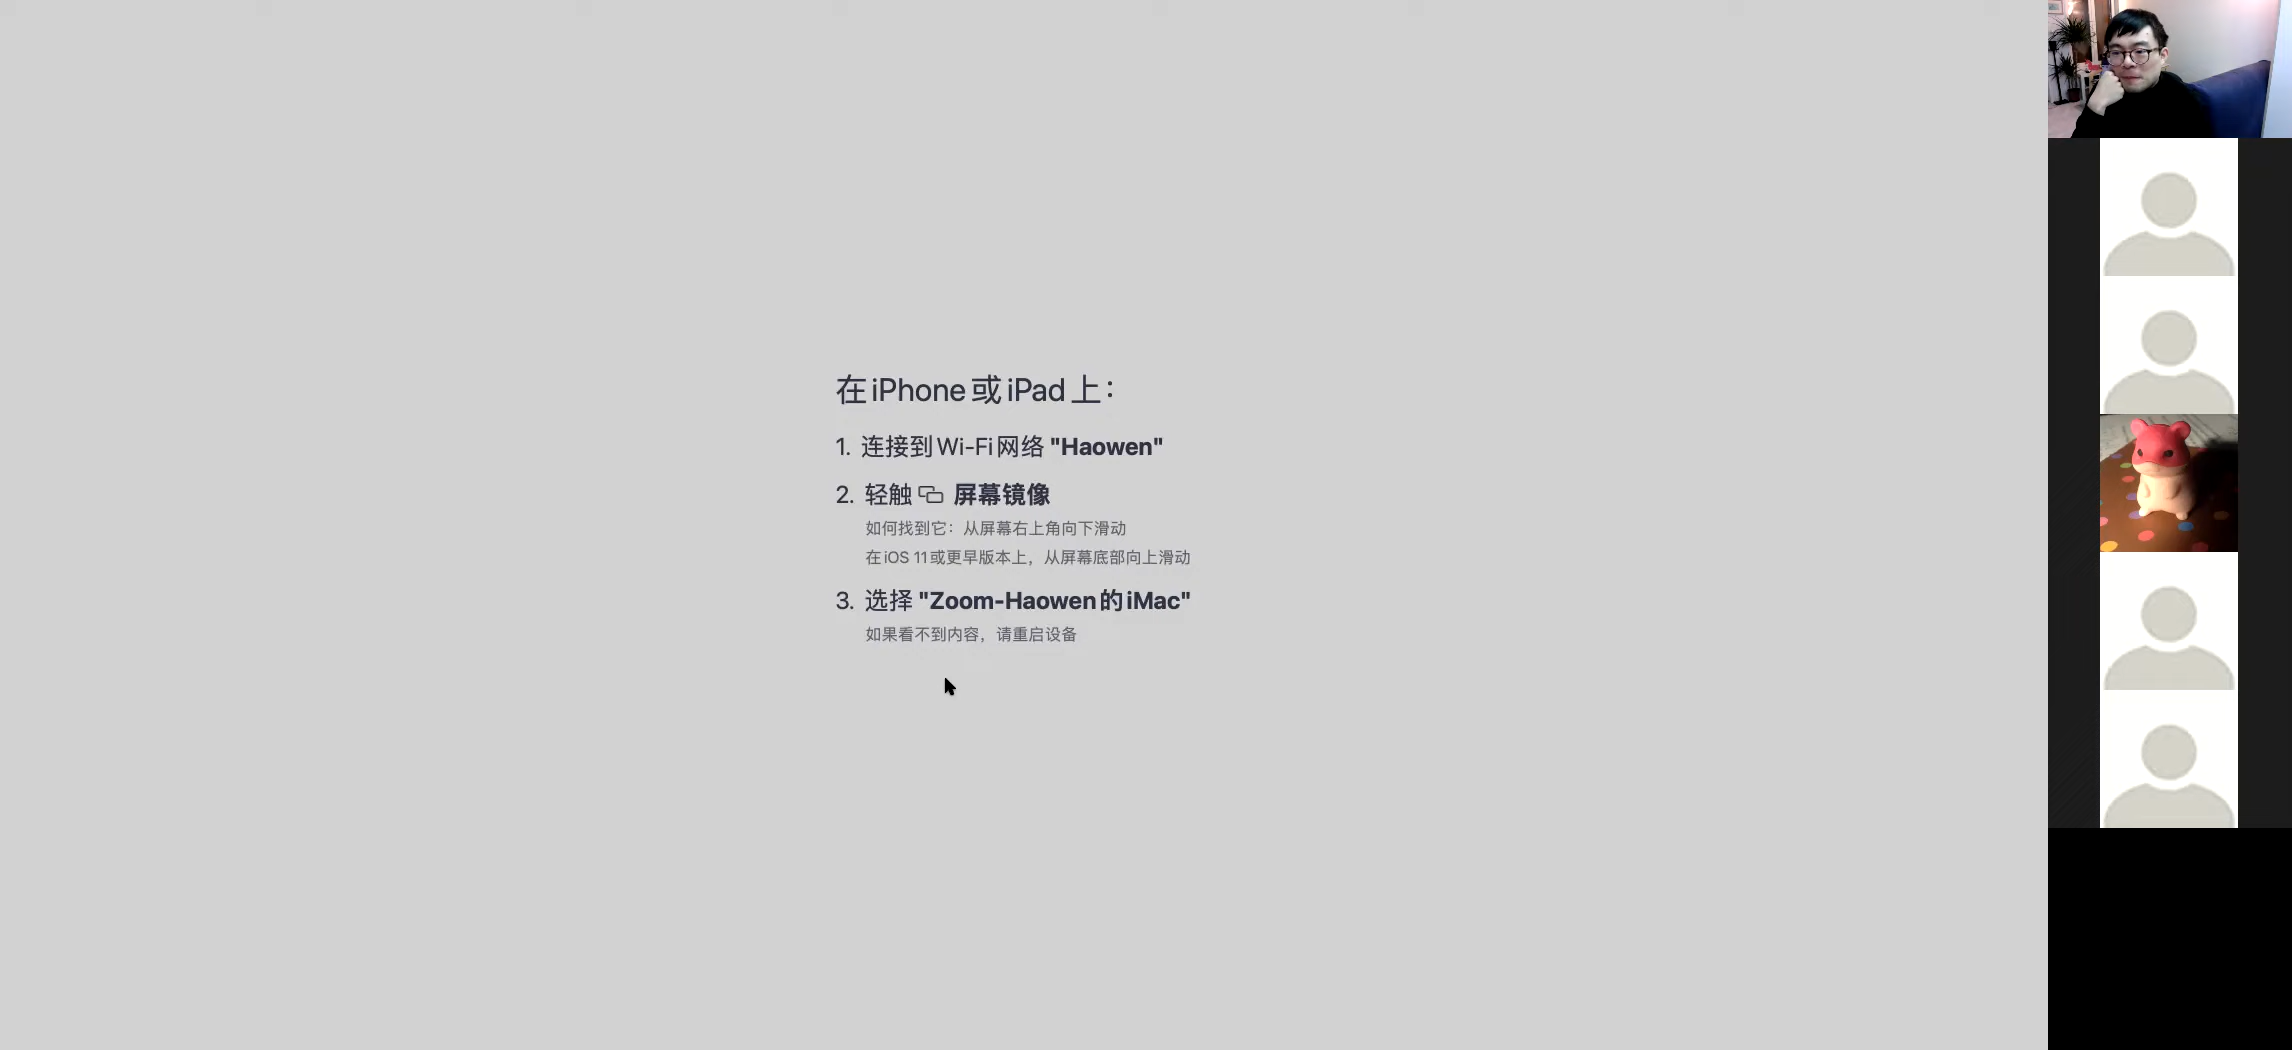 在 iPhone 或 iPad 上：
1. 连接到 Wi-Fi 网络 "Haowen"
2. 轻触 屏幕镜像
如何找到它：从屏幕右上角向下滑动
在 iOS 11 或更早版本上，从屏幕底部向上滑动
3. 选择 "Zoom-Haowen 的 iMac"
如果看不到内容，请重启设备